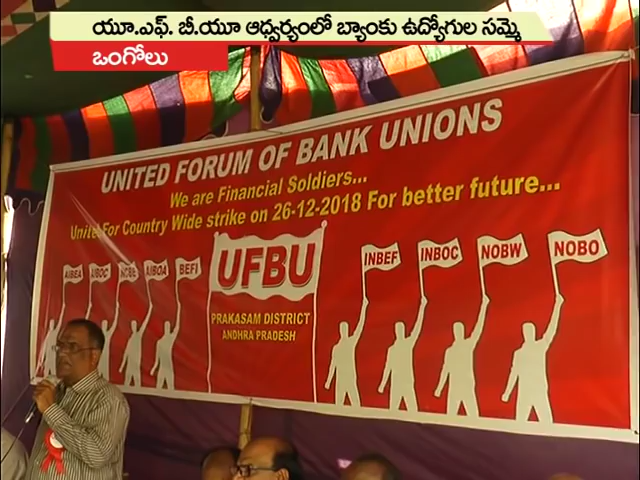 యూ.ఎఫ్. బీ.యూ ఆధ్వర్యంలో బ్యాంకు ఉద్యోగుల సమ్మె
ఒంగోలు
UNITED FORUM OF BANK UNIONS
We are Financial Soldiers...
Unite For Country Wide strike on 26-12-2018 For better future...
AIBEA AIBOC NCBE AIBOA BEFI UFBU INBEF INBOC NOBW NOBO
PRAKASAM DISTRICT
ANDHRA PRADESH